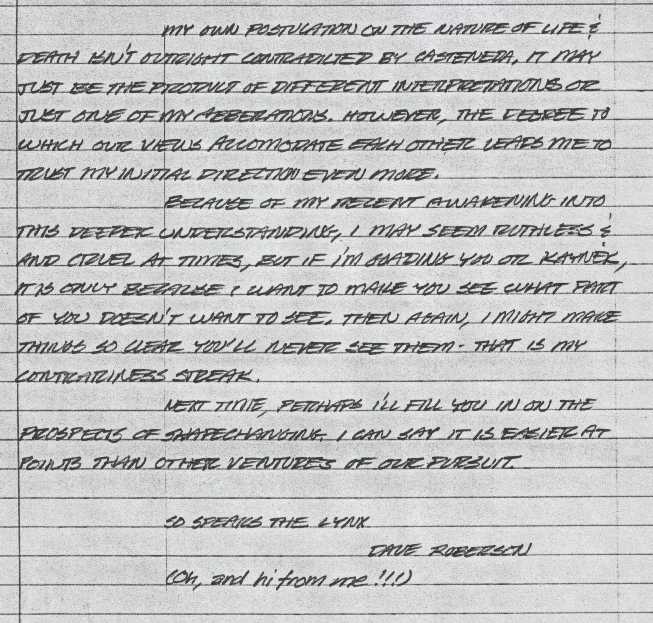 MY OWN POSTULATION ON THE NATURE OF LIFE &
DEATH ISN'T OUTRIGHT CONTRADICTED BY CASTENEDA, IT MAY
JUST BE THE PRODUCT OF DIFFERENT INTERPRETATIONS OR
JUST ONE OF MY ABBERATIONS. HOWEVER, THE DEGREE TO
WHICH OUR VIEWS ACCOMODATE EACH OTHER LEADS ME TO
TRUST MY INITIAL DIRECTION EVEN MORE.
BECAUSE OF MY RECENT AWAKENING INTO
THIS DEEPER UNDERSTANDING, I MAY SEEM RUTHLESS &
AND CRUEL AT TIMES, BUT IF I'M GOADING YOU OR KAYNEK,
IT IS ONLY BECAUSE I WANT TO MAKE YOU SEE WHAT PART
OF YOU DOESN'T WANT TO SEE. THEN AGAIN, I MIGHT MAKE
THINGS SO CLEAR YOU'LL NEVER SEE THEM - THAT IS MY
CONTRARINESS STREAK.
NEXT TIME, PERHAPS I'LL FILL YOU IN ON THE
PROSPECTS OF SHAPECHANGING. I CAN SAY IT IS EASIER AT
POINTS THAN OTHER VENTURES OF OUR PURSUIT.
SO SPEAKS THE LYNX
DAVE ROBERSON
(Oh, and hi from me!!!)